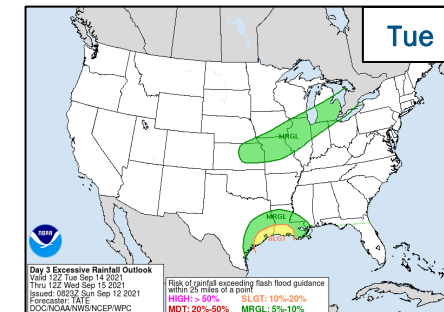 Tue
MRGL
MRGL
SLGT
NOAA
Day 3 Excessive Rainfall Outlook
Valid 12Z Tue Sep 14 2021
Thru 12Z Wed Sep 15 2021
Issued: 0823Z Sun Sep 12 2021
Forecaster: TATE
DOC/NOAA/NWS/NCEP/WPC
Risk of rainfall exceeding flash flood guidance
within 25 miles of a point
HIGH: > 50% SLGT: 10%-20%
MDT: 20%-50% MRGL: 5%-10%